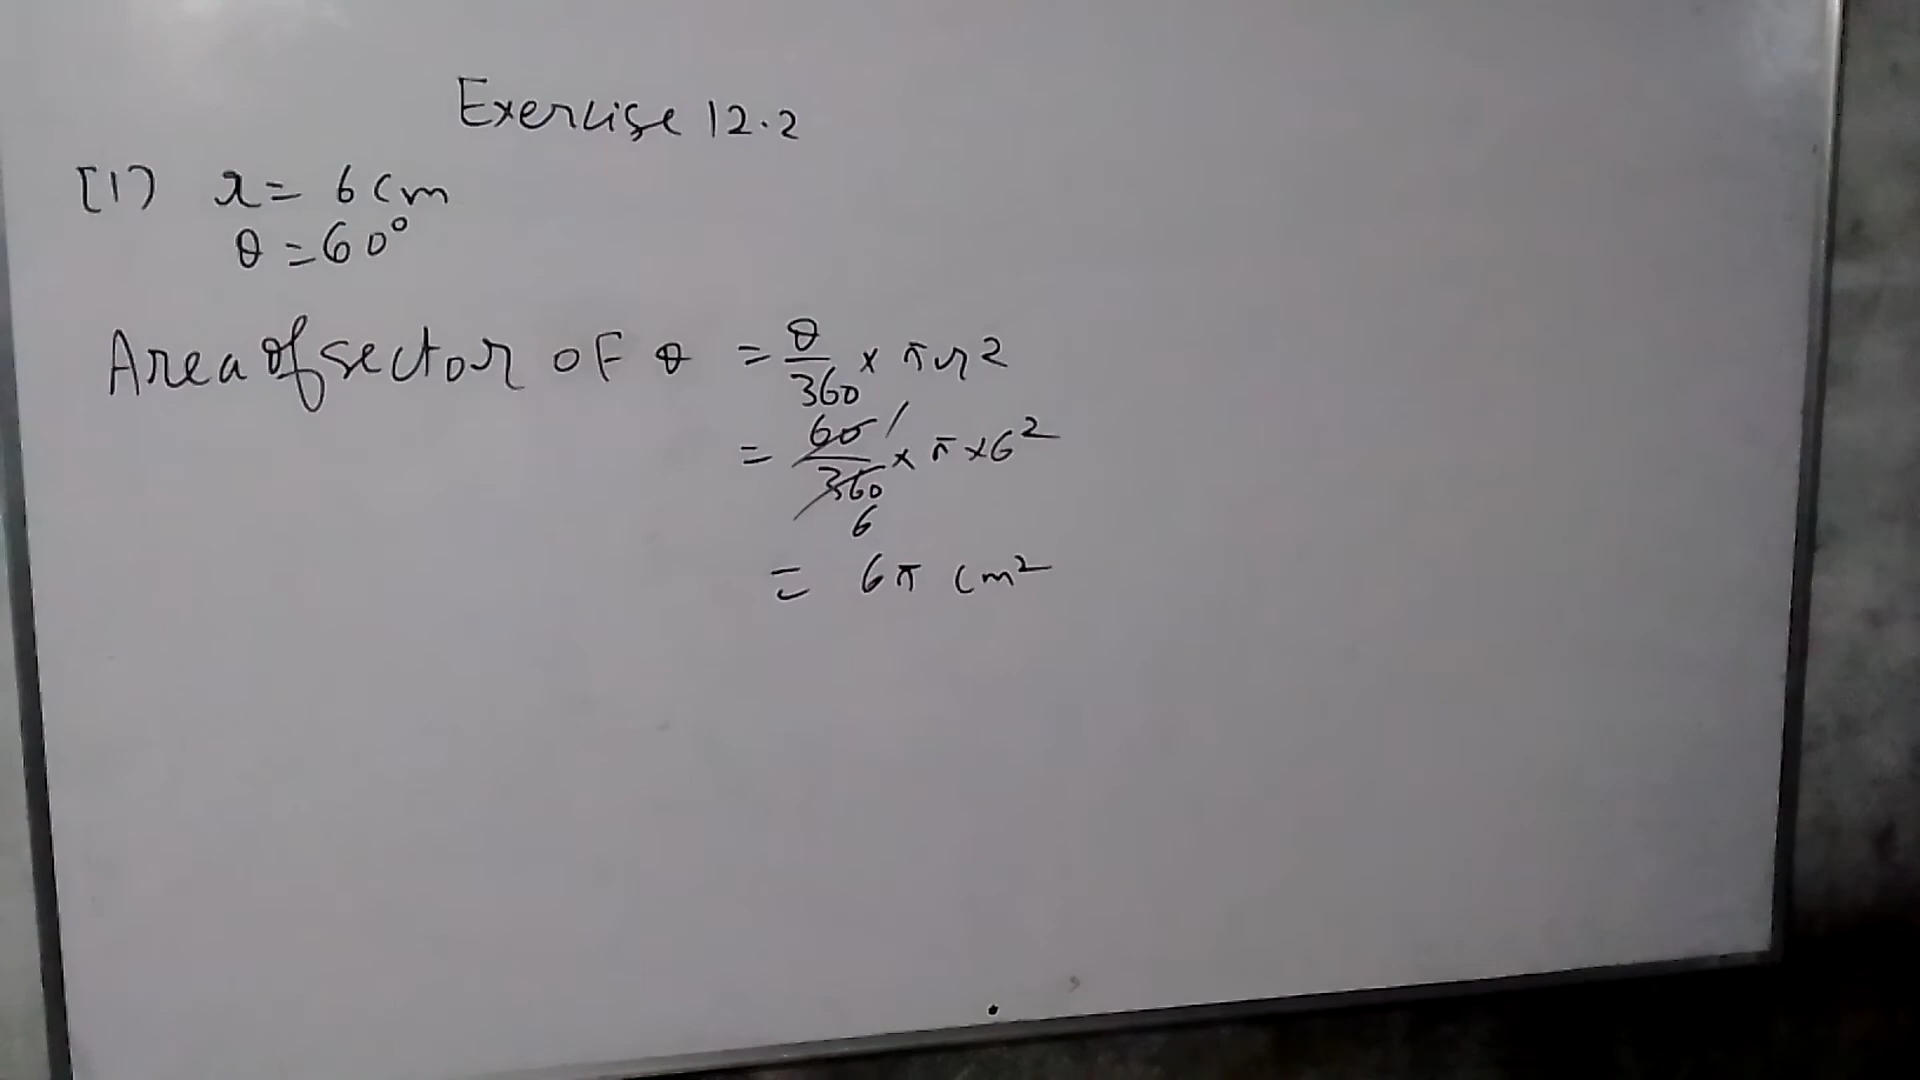 Exercise 12.2
[1) r = 6 cm
θ = 60°
Area of sector OF θ = θ/360 × πr2
= 60/360 × π × 6² 1 6
= 6π cm²